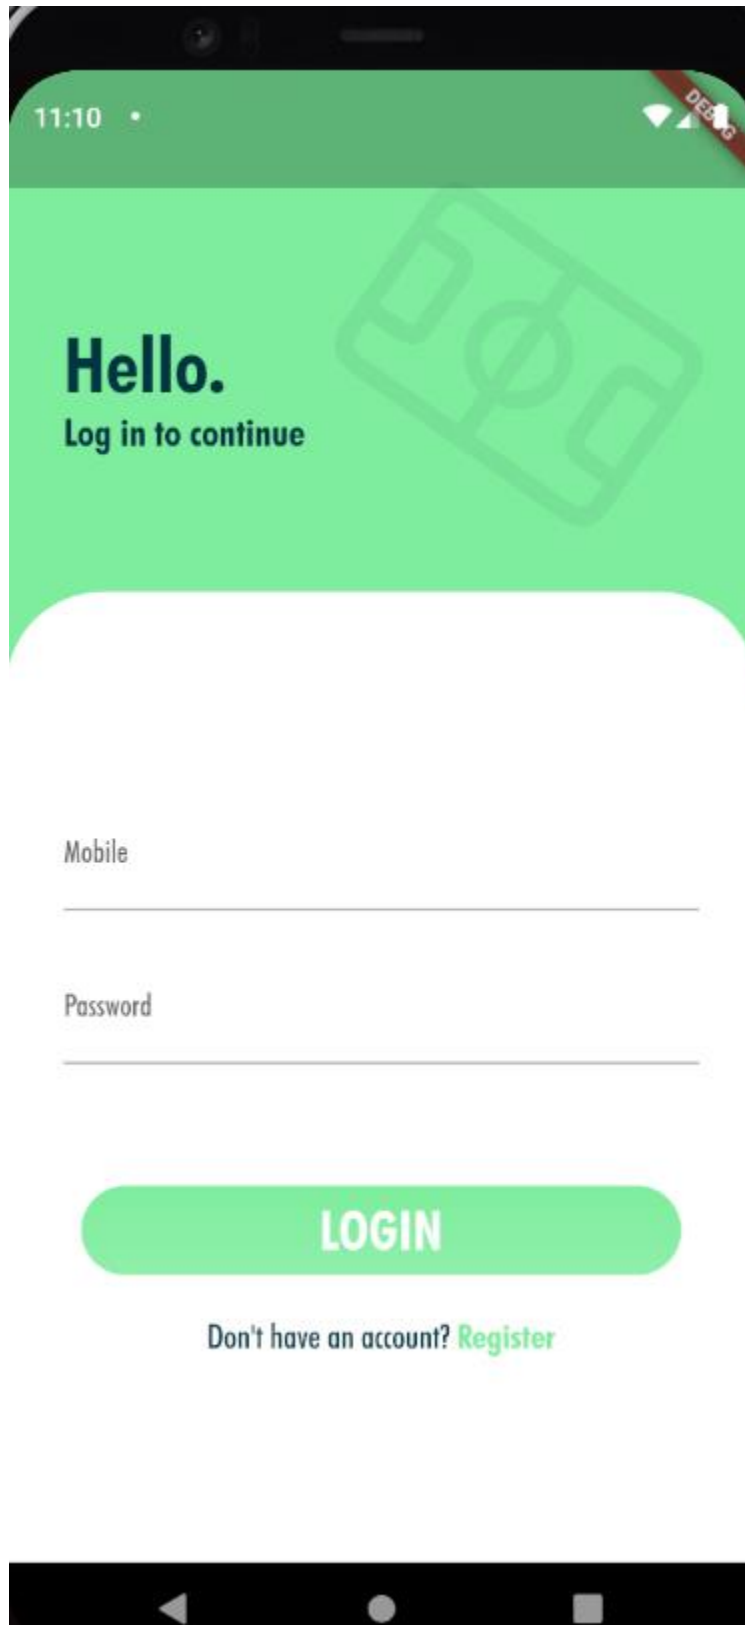 11:10
DEBUG
Hello.
Log in to continue
Mobile
Password
LOGIN
Don't have an account? Register